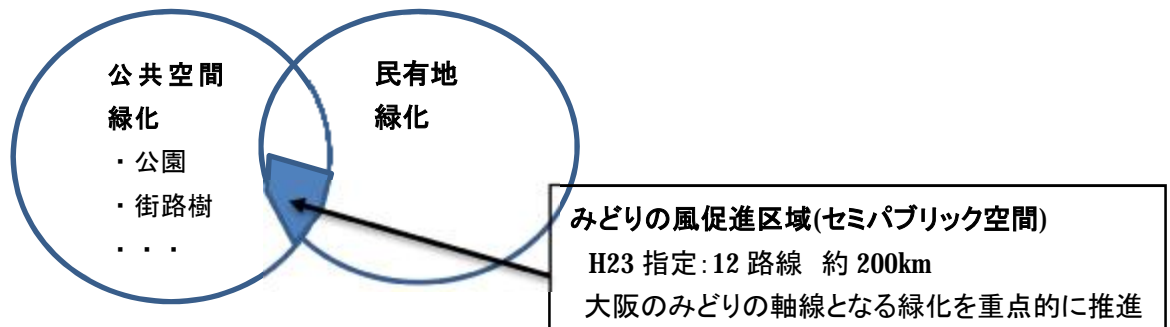 公共空間
緑化
・公園
・街路樹
・・・
民有地
緑化
みどりの風促進区域(セミパブリック空間)
H23 指定：12 路線 約 200km
大阪のみどりの軸線となる緑化を重点的に推進